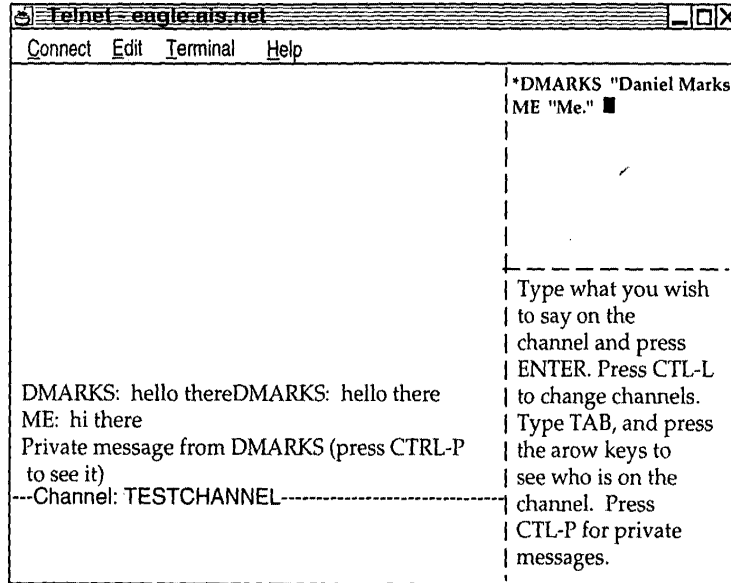 Telnet - eagle.ais.net
Connect Edit Terminal Help
*DMARKS "Daniel Marks
ME "Me."
DMARKS: hello thereDMARKS: hello there
ME: hi there
Private message from DMARKS (press CTRL-P
to see it)
---Channel: TESTCHANNEL---
Type what you wish
to say on the
channel and press
ENTER. Press CTL-L
to change channels.
Type TAB, and press
the arow keys to
see who is on the
channel. Press
CTL-P for private
messages.